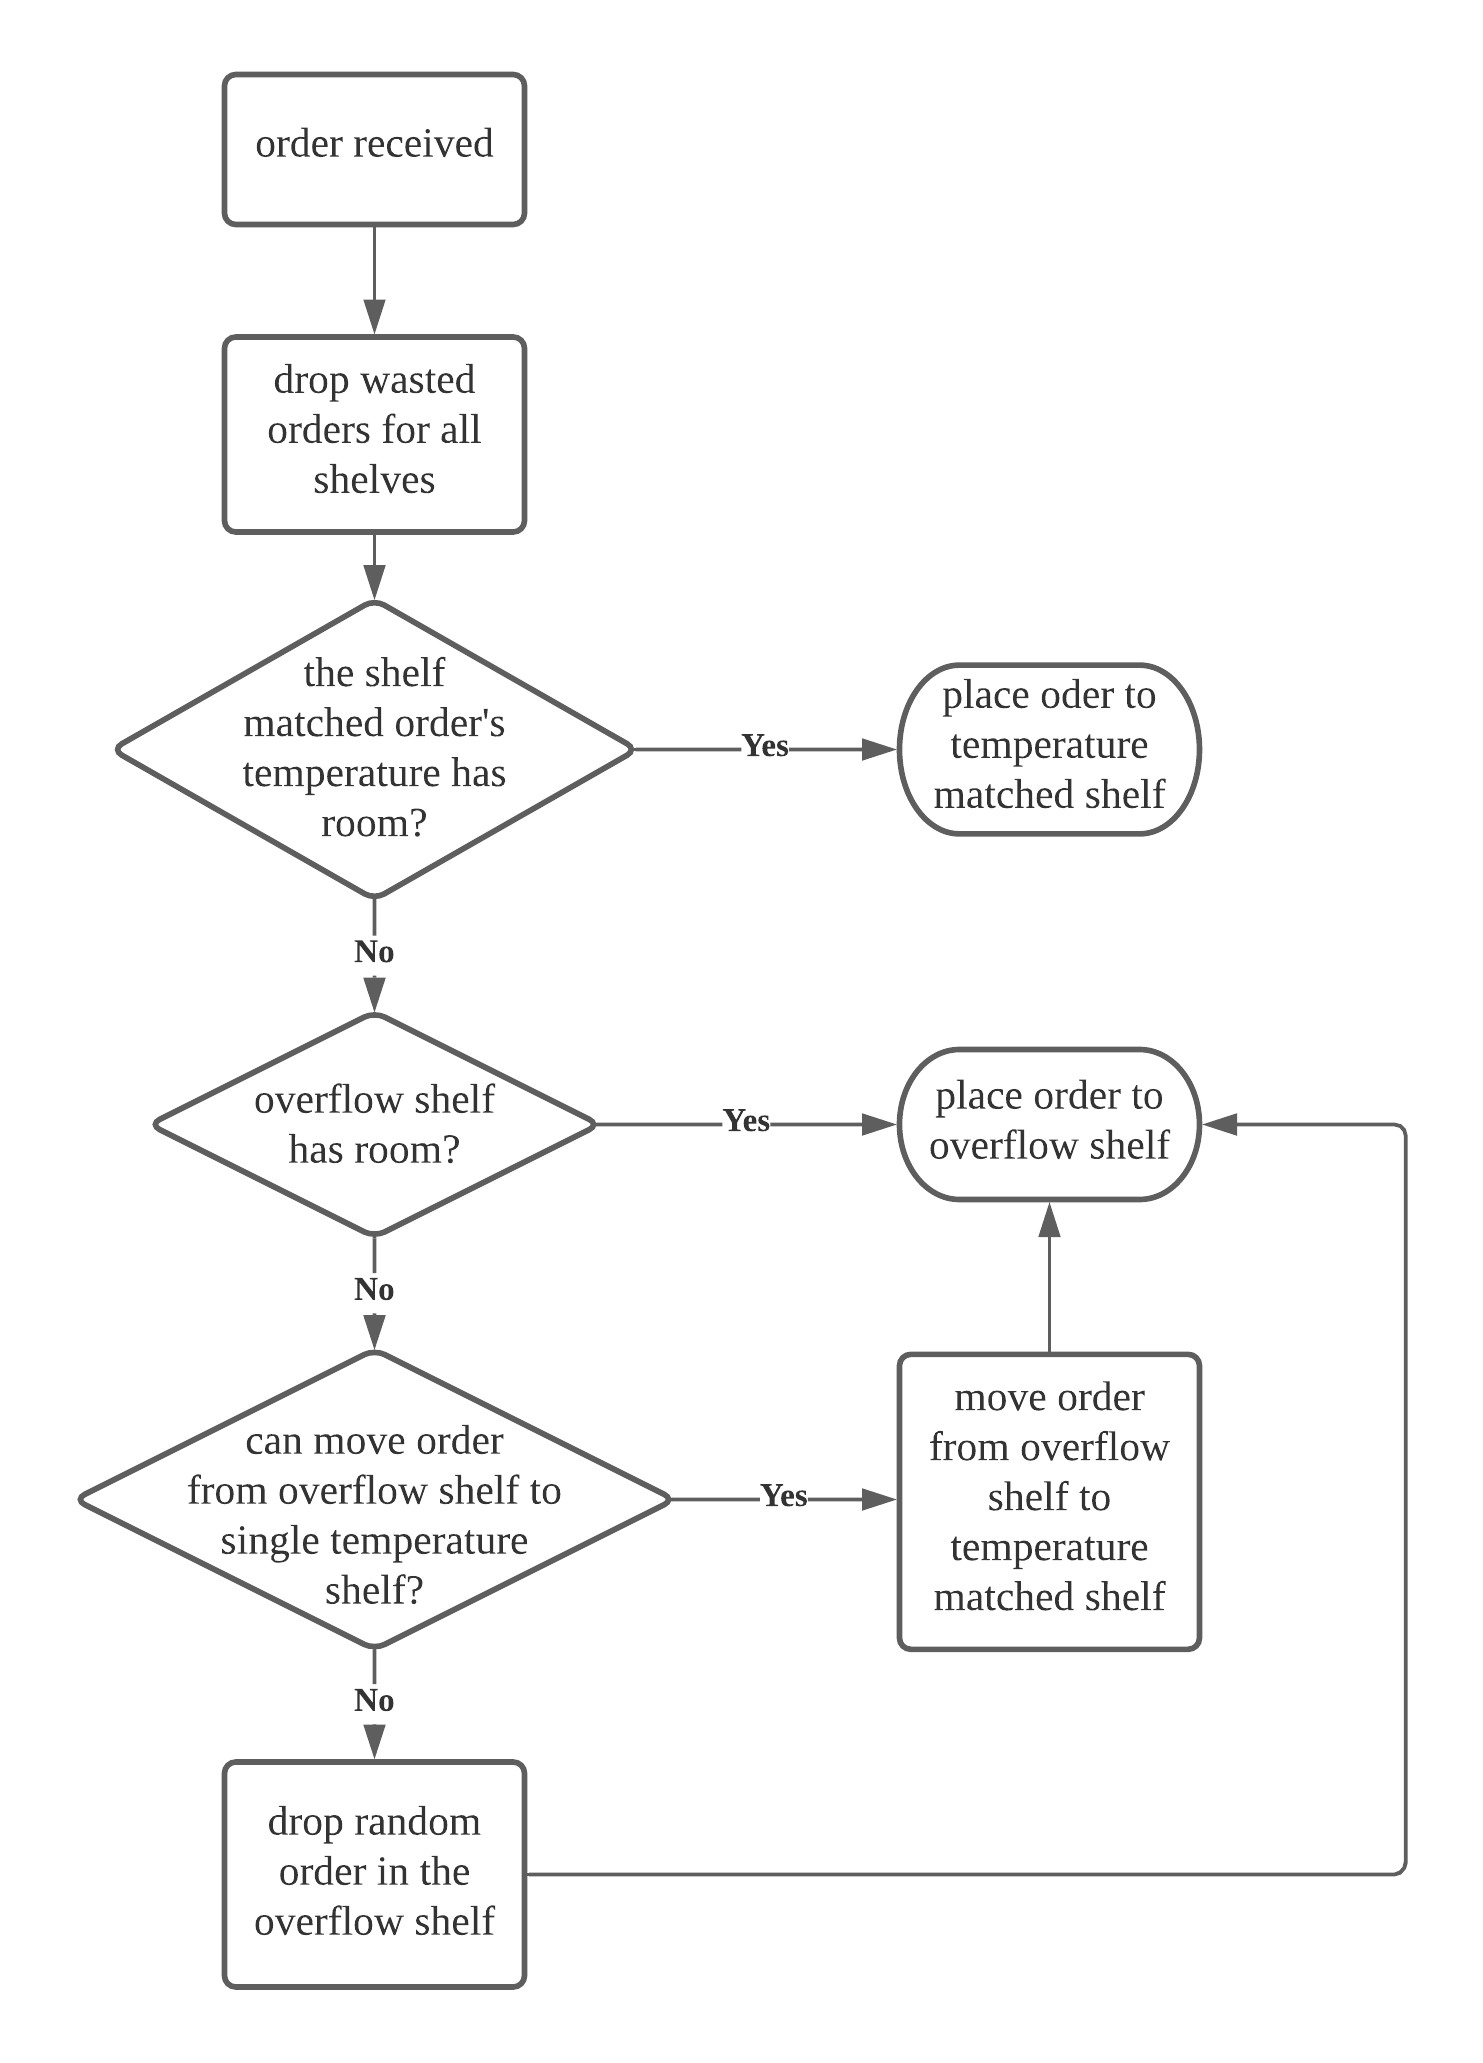 order received
drop wasted
orders for all
shelves
the shelf
matched order's
temperature has
room?
Yes
place oder to
temperature
matched shelf
No
overflow shelf
has room?
Yes
place order to
overflow shelf
No
can move order
from overflow shelf to
single temperature
shelf?
Yes
move order
from overflow
shelf to
temperature
matched shelf
No
drop random
order in the
overflow shelf